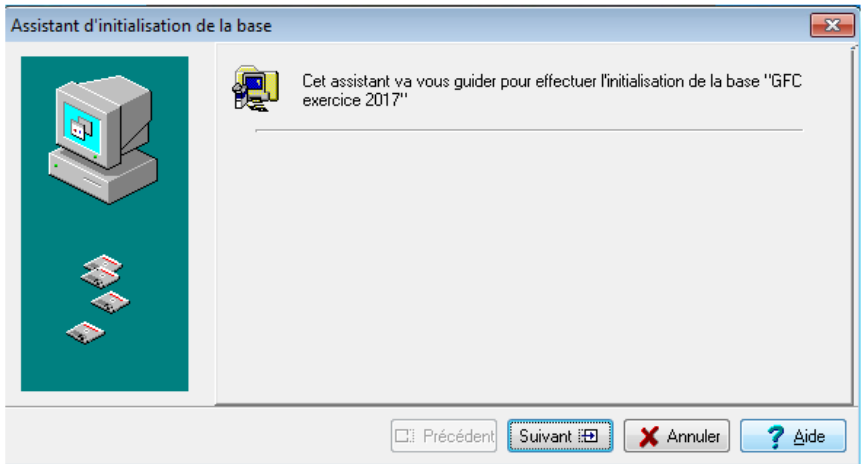 Assistant d'initialisation de la base
Cet assistant va vous guider pour effectuer l'initialisation de la base "GFC
exercice 2017"
Précédent Suivant Annuler Aide